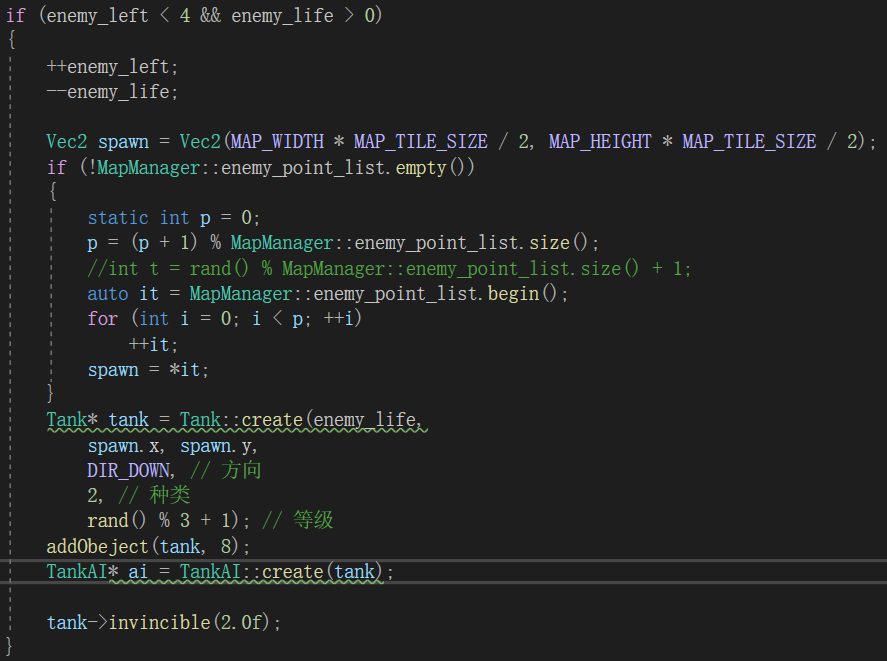 if (enemy_left < 4 && enemy_life > 0)
{
++enemy_left;
--enemy_life;
Vec2 spawn = Vec2(MAP_WIDTH * MAP_TILE_SIZE / 2, MAP_HEIGHT * MAP_TILE_SIZE / 2);
if (!MapManager::enemy_point_list.empty())
{
static int p = 0;
p = (p + 1) % MapManager::enemy_point_list.size();
//int t = rand() % MapManager::enemy_point_list.size() + 1;
auto it = MapManager::enemy_point_list.begin();
for (int i = 0; i < p; ++i)
++it;
spawn = *it;
}
Tank* tank = Tank::create(enemy_life,
spawn.x, spawn.y,
DIR_DOWN, // 方向
2, // 种类
rand() % 3 + 1); // 等级
addObeject(tank, 8);
TankAI* ai = TankAI::create(tank);
tank->invincible(2.0f);
}